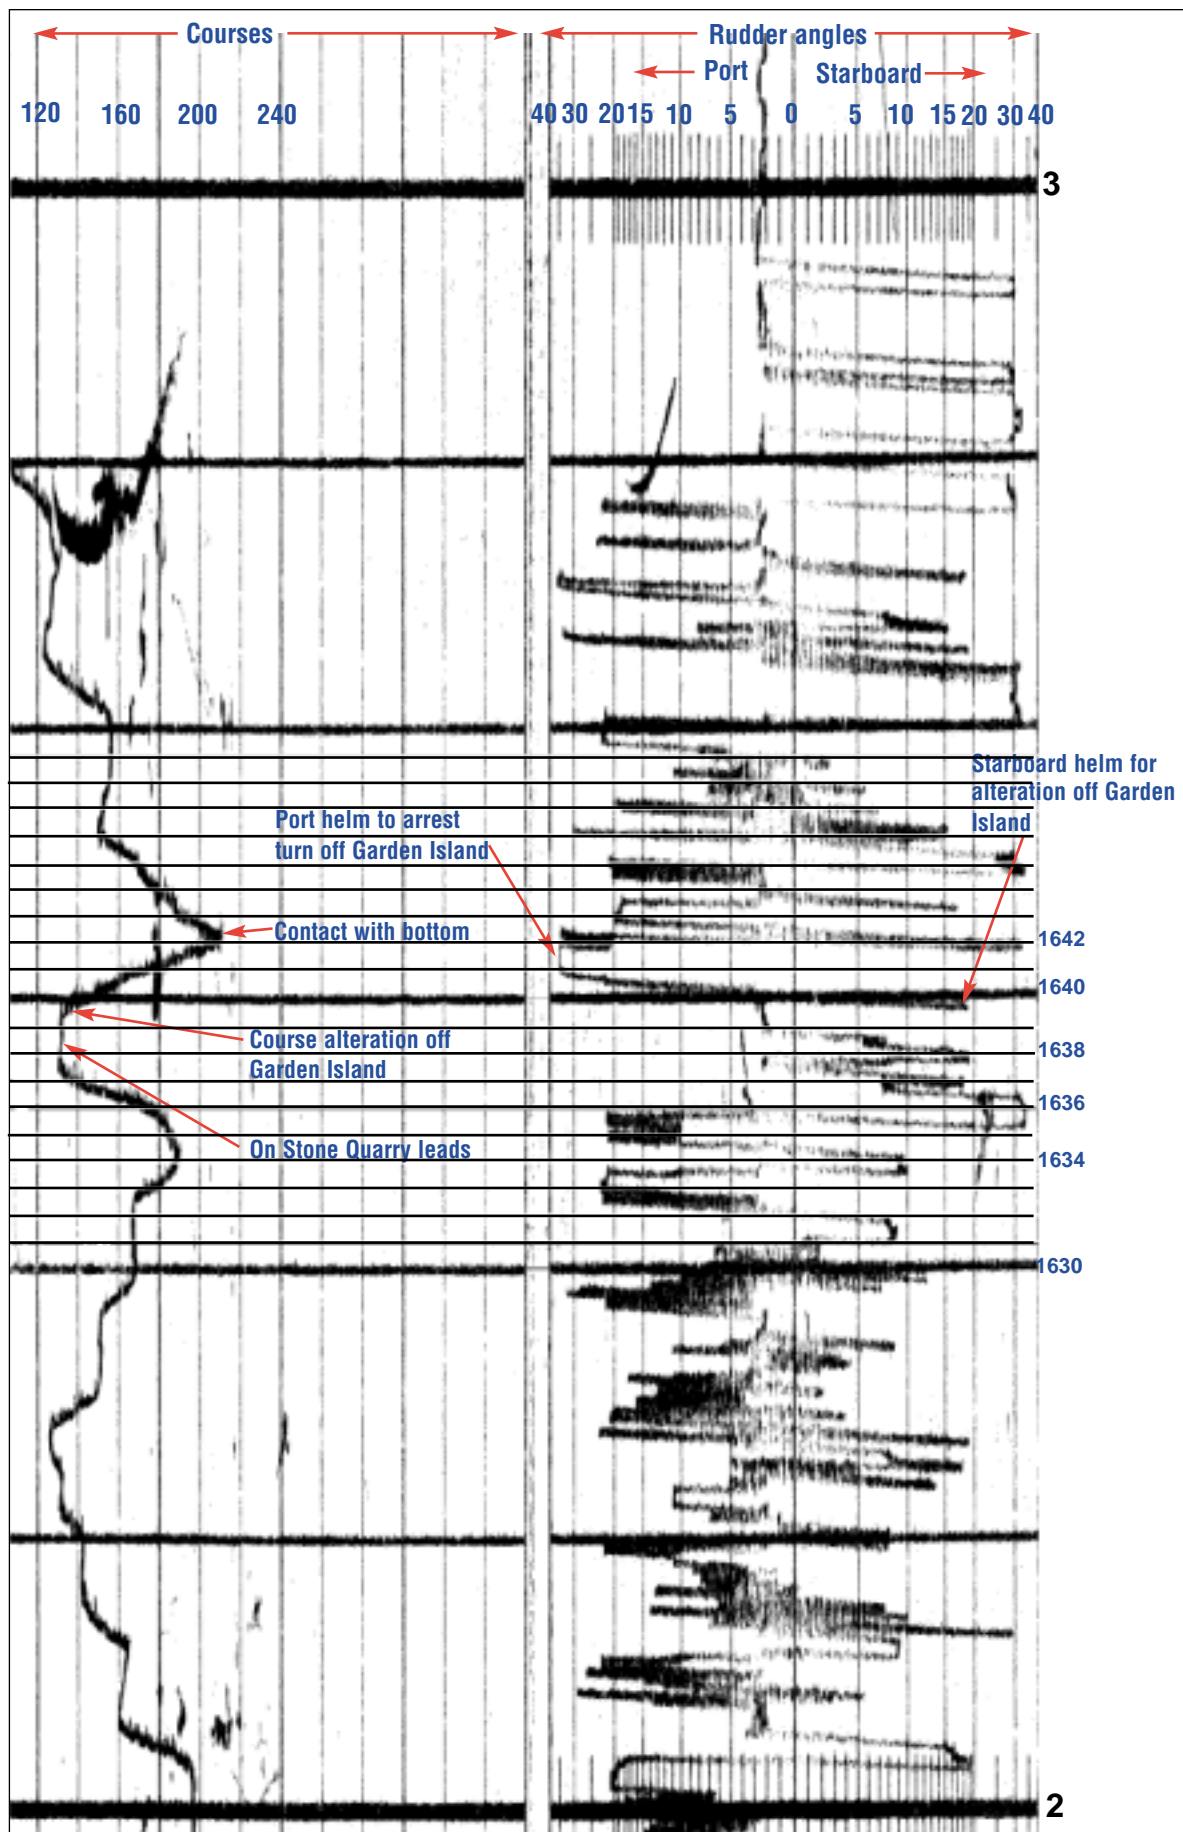 Courses
Rudder angles
Port
Starboard
120 160 200 240
40 30 20 15 10 5 0 5 10 15 20 30 40
3
Starboard helm for
alteration off Garden
Island
Port helm to arrest
turn off Garden Island
Contact with bottom
1642
1640
Course alteration off
Garden Island
1638
1636
On Stone Quarry leads
1634
1630
2